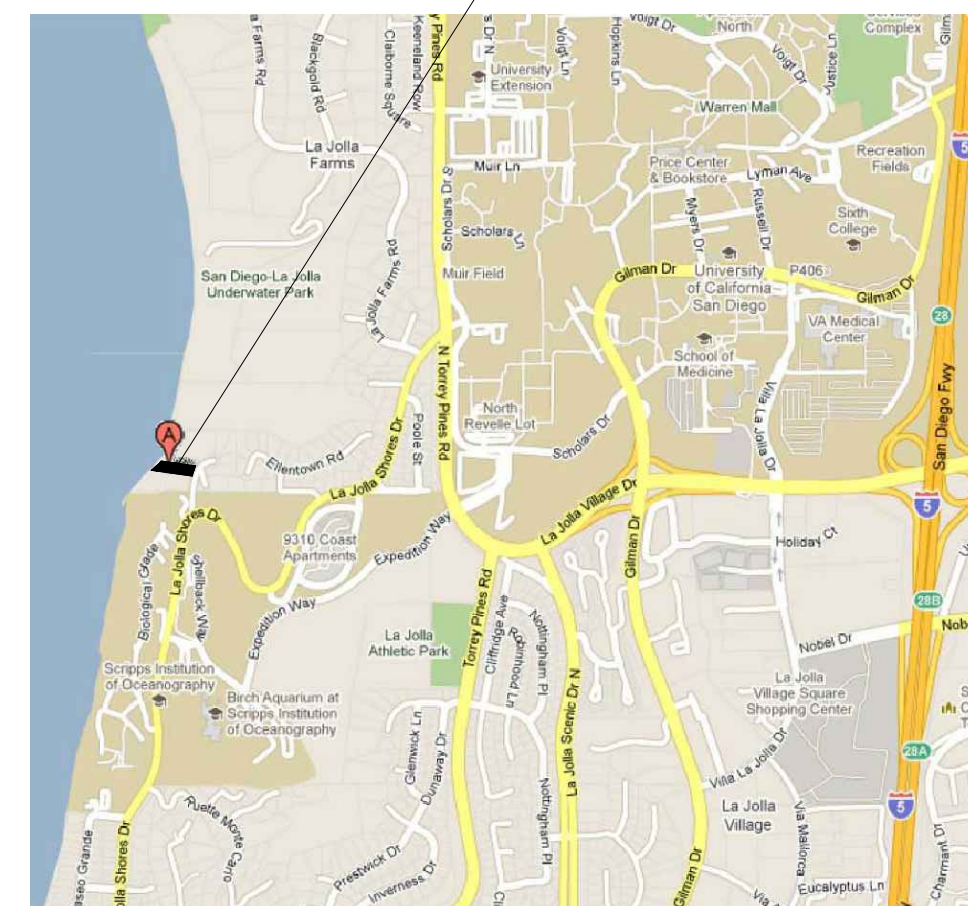 Voigt Dr
North
Complex
La Jolla Farms Rd
Blackgold Rd
Claiborne Square
Keeneland Row
y Pines Rd
Voigt Ln
Hopkins Ln
Voigt Dr
Justice Ln
University
Extension
Warren Mall
La Jolla
Farms
Muir Ln
Price Center
& Bookstore
Lyman Ave
Recreation
Fields
5
Scholars Dr S
Myers Dr
Russell Dr
Sixth
College
Scholars Ln
San Diego-La Jolla
Underwater Park
La Jolla Farms Rd
Muir Field
Gilman Dr
University
of California
San Diego
P406
Gilman Dr
28
VA Medical
Center
N Torrey Pines Rd
School of
Medicine
San Diego Fwy
Villa La Jolla Dr
North
Revelle Lot
Poole St
A
Ellentown Rd
La Jolla Shores Dr
Scholars Dr
La Jolla Village Dr
La Jolla Shores Dr
5
9310 Coast
Apartments
Expedition Way
Gilman Dr
Holiday Ct
Biological Grade
Shellback Way
Expedition Way
28B
Torrey Pines Rd
Cliffridge Ave
Robinhood Ln
Nottingham Pl
La Jolla
Athletic Park
Nobel Dr
Nob
Scripps Institution
of Oceanography
La Jolla
Village Square
Shopping Center
Birch Aquarium at
Scripps Institution
of Oceanography
La Jolla Scenic Dr N
Glenwick Ln
Dunaway Dr
28A
Villa La Jolla Dr
Nottingham Pl
La Jolla
Village
5
Ruette Monte Carlo
Via Mallorca
aseo Grande
olla Shores Dr
Prestwick Dr
Inverness Dr
Gilman Dr
Eucalyptus Ln
Charmant Dr